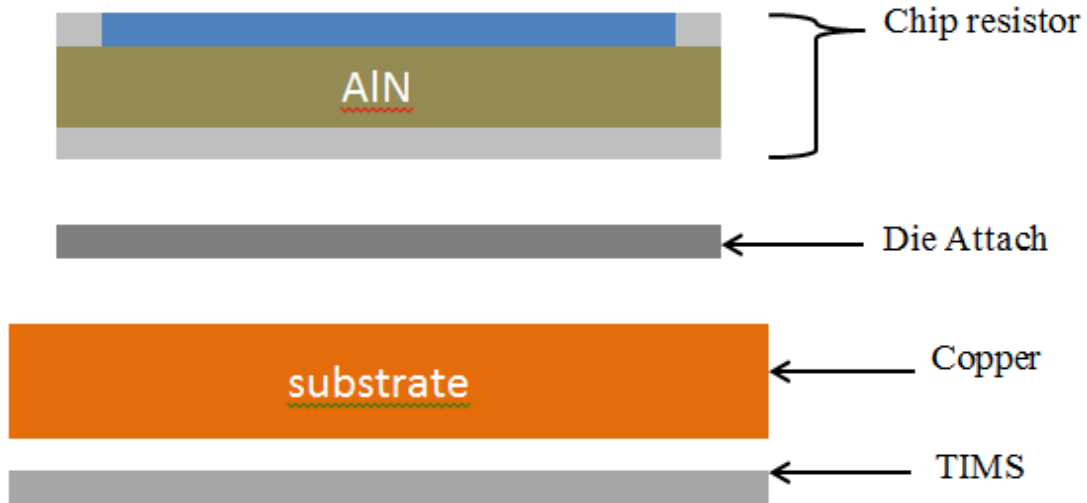 Chip resistor
AlN
Die Attach
Copper
substrate
TIMS